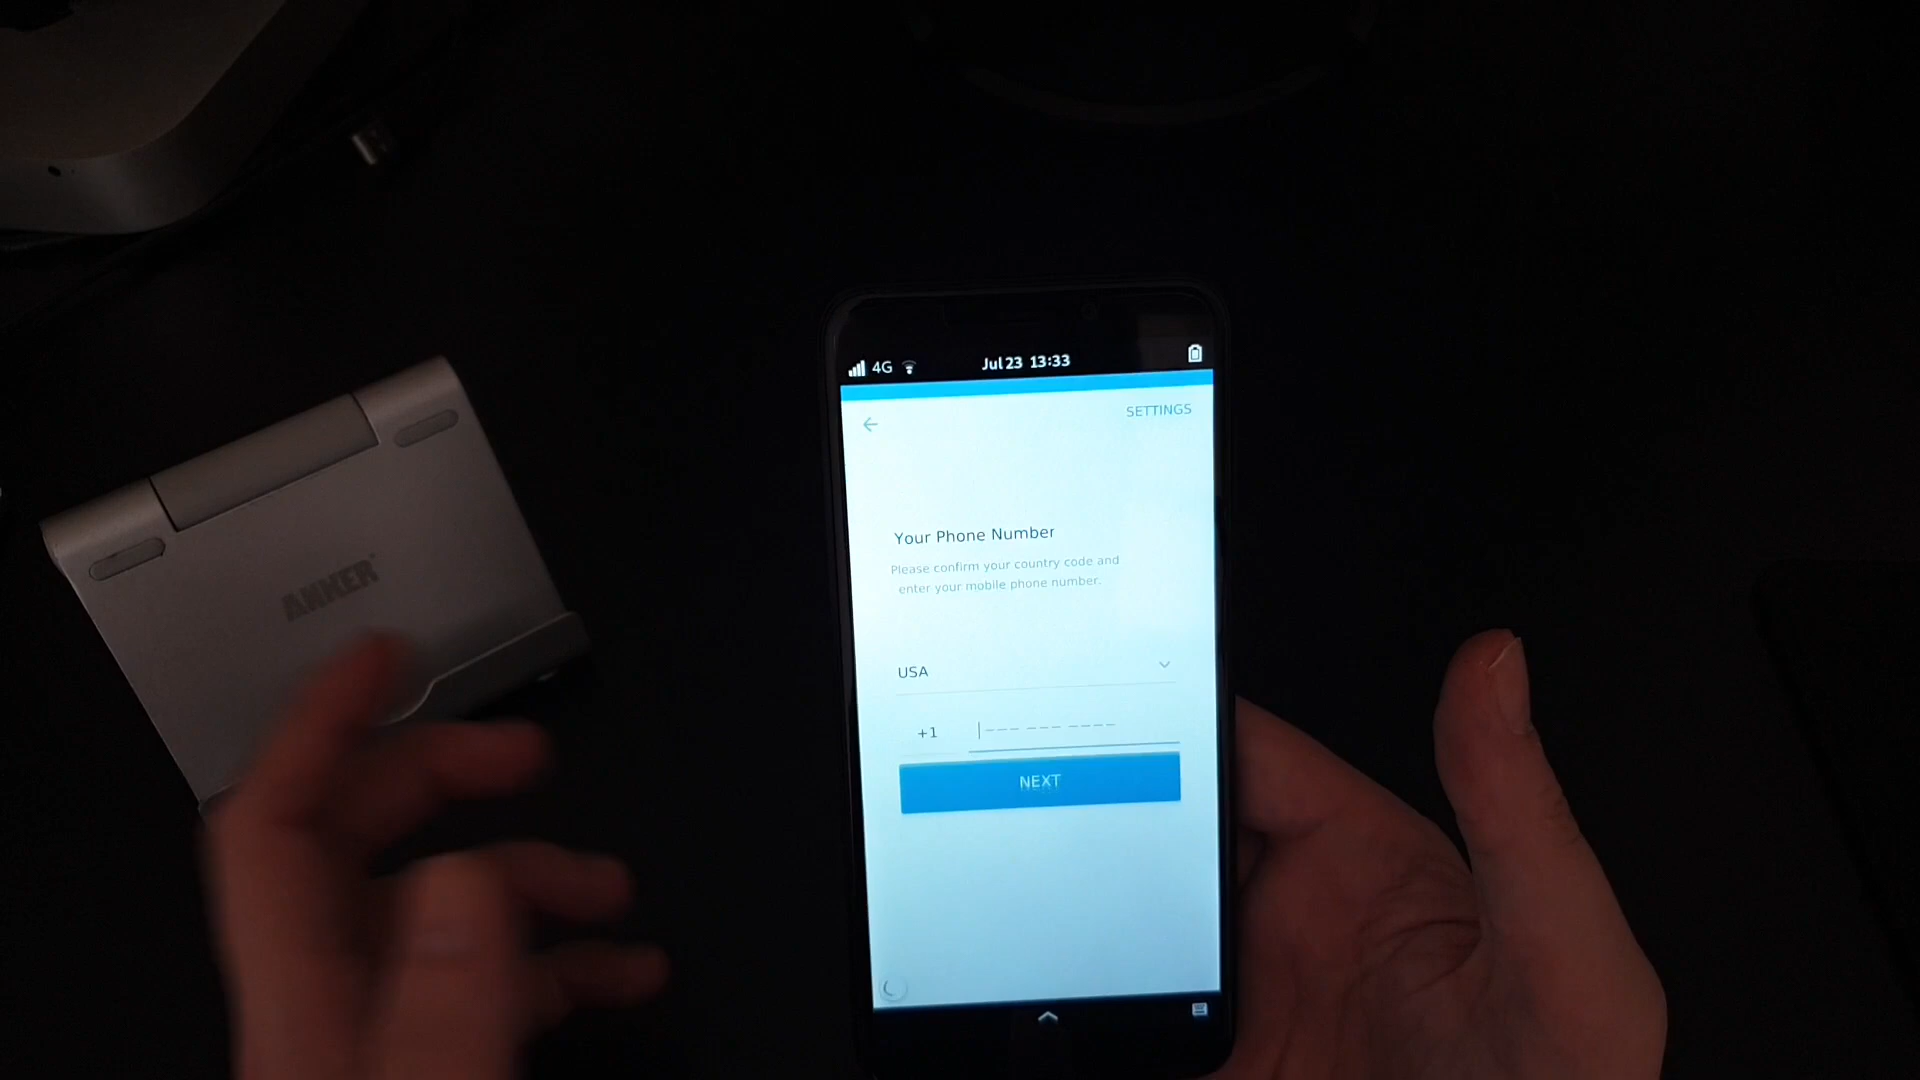 4G Jul 23 13:33
SETTINGS
Your Phone Number
Please confirm your country code and
enter your mobile phone number.
USA
+1 --- --- ----
NEXT
ANKER